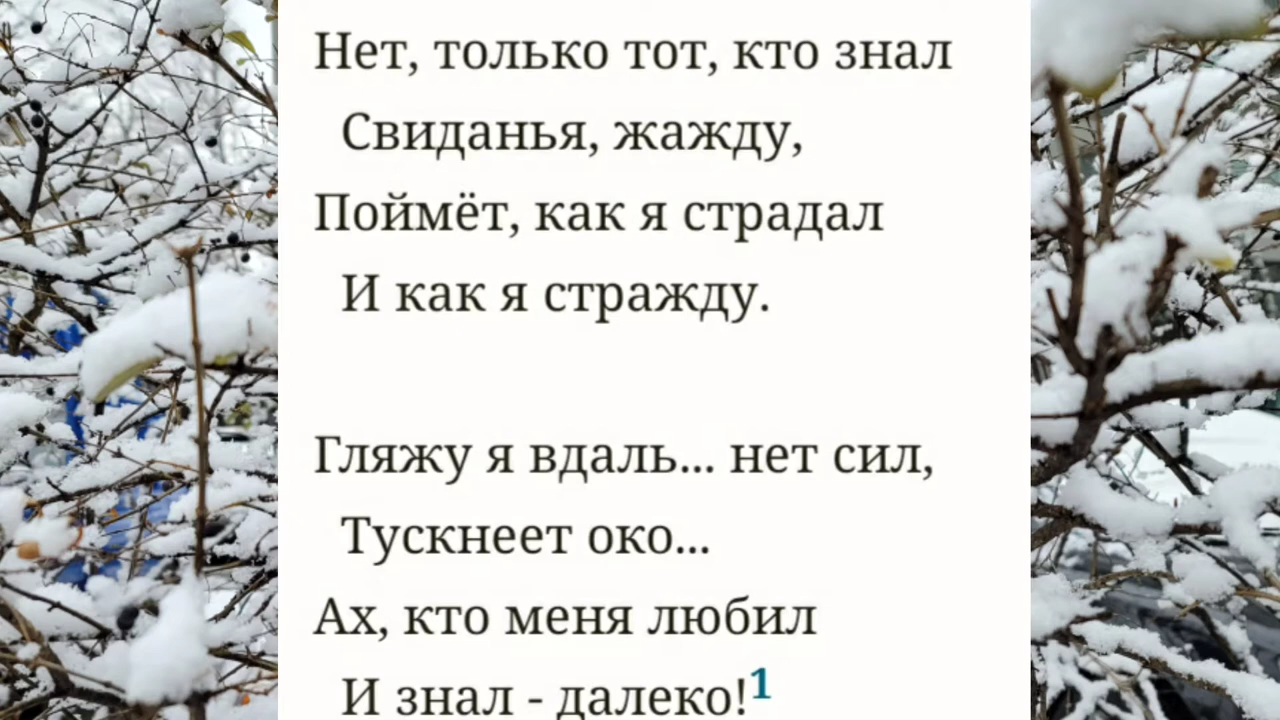 Нет, только тот, кто знал
Свиданья, жажду,
Поймёт, как я страдал
И как я стражду.
Гляжу я вдаль... нет сил,
Тускнеет око...
Ах, кто меня любил
И знал - далеко!1